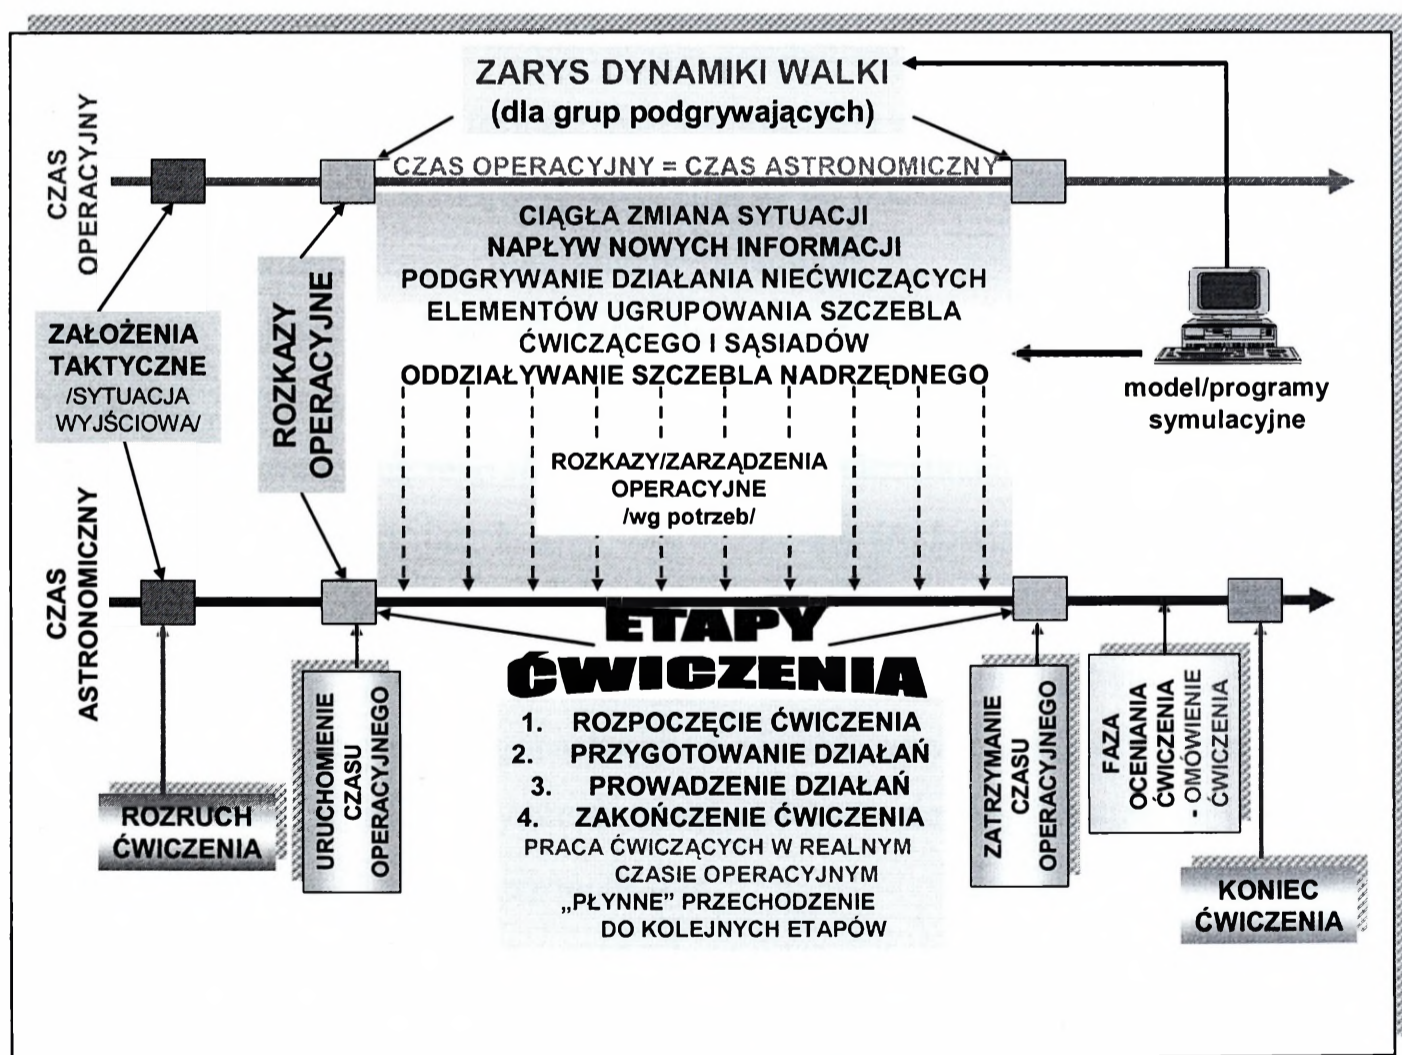 ZARYS DYNAMIKI WALKI
(dla grup podgrywających)
CZAS
OPERACYJNY
CZAS OPERACYJNY = CZAS ASTRONOMICZNY
CIĄGŁA ZMIANA SYTUACJI
NAPŁYW NOWYCH INFORMACJI
PODGRYWANIE DZIAŁANIA NIEĆWICZĄCYCH
ELEMENTÓW UGRUPOWANIA SZCZEBLA
ĆWICZĄCEGO I SĄSIADÓW
ODDZIAŁYWANIE SZCZEBLA NADRZĘDNEGO
ZAŁOŻENIA
TAKTYCZNE
/SYTUACJA
WYJŚCIOWA/
ROZKAZY
OPERACYJNE
model/programy
symulacyjne
ROZKAZY/ZARZĄDZENIA
OPERACYJNE
/wg potrzeb/
CZAS
ASTRONOMICZNY
ETAPY
ĆWICZENIA
1. ROZPOCZĘCIE ĆWICZENIA
2. PRZYGOTOWANIE DZIAŁAŃ
3. PROWADZENIE DZIAŁAŃ
4. ZAKOŃCZENIE ĆWICZENIA
PRACA ĆWICZĄCYCH W REALNYM
CZASIE OPERACYJNYM
„PŁYNNE” PRZECHODZENIE
DO KOLEJNYCH ETAPÓW
ROZRUCH
ĆWICZENIA
URUCHOMIENIE
CZASU
OPERACYJNEGO
ZATRZYMANIE
CZASU
OPERACYJNEGO
FAZA
OCENIANIA
ĆWICZENIA
- OMÓWIENIE
ĆWICZENIA
KONIEC
ĆWICZENIA